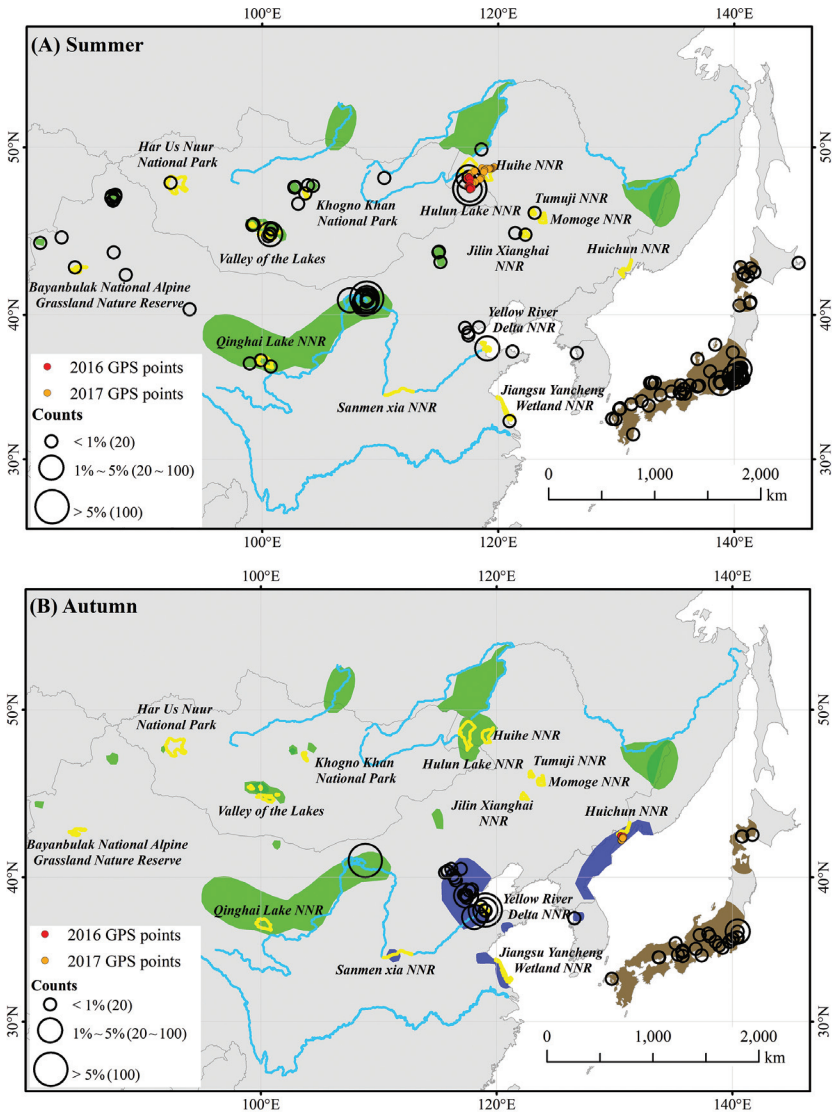 100°E 120°E 140°E
(A) Summer
Har Us Nuur
National Park
50°N
50°N
Huihe NNR
Khogno Khan
National Park
Hulun Lake NNR
Tumuji NNR
Momoge NNR
Valley of the Lakes
Jilin Xianghai
NNR
Huichun NNR
Bayanbulak National Alpine
Grassland Nature Reserve
40°N
40°N
Yellow River
Delta NNR
Qinghai Lake NNR
2016 GPS points
2017 GPS points
Sanmen xia NNR
Jiangsu Yancheng
Wetland NNR
Counts
< 1% (20)
1% ~ 5% (20 ~ 100)
> 5% (100)
30°N
30°N
0 1,000 2,000
km
100°E 120°E 140°E
100°E 120°E 140°E
(B) Autumn
Har Us Nuur
National Park
50°N
50°N
Huihe NNR
Khogno Khan
National Park
Hulun Lake NNR
Tumuji NNR
Momoge NNR
Valley of the Lakes
Jilin Xianghai
NNR
Huichun NNR
Bayanbulak National Alpine
Grassland Nature Reserve
40°N
40°N
Yellow River
Delta NNR
Qinghai Lake NNR
2016 GPS points
2017 GPS points
Sanmen xia NNR
Jiangsu Yancheng
Wetland NNR
Counts
< 1% (20)
1% ~ 5% (20 ~ 100)
> 5% (100)
30°N
30°N
0 1,000 2,000
km
100°E 120°E 140°E